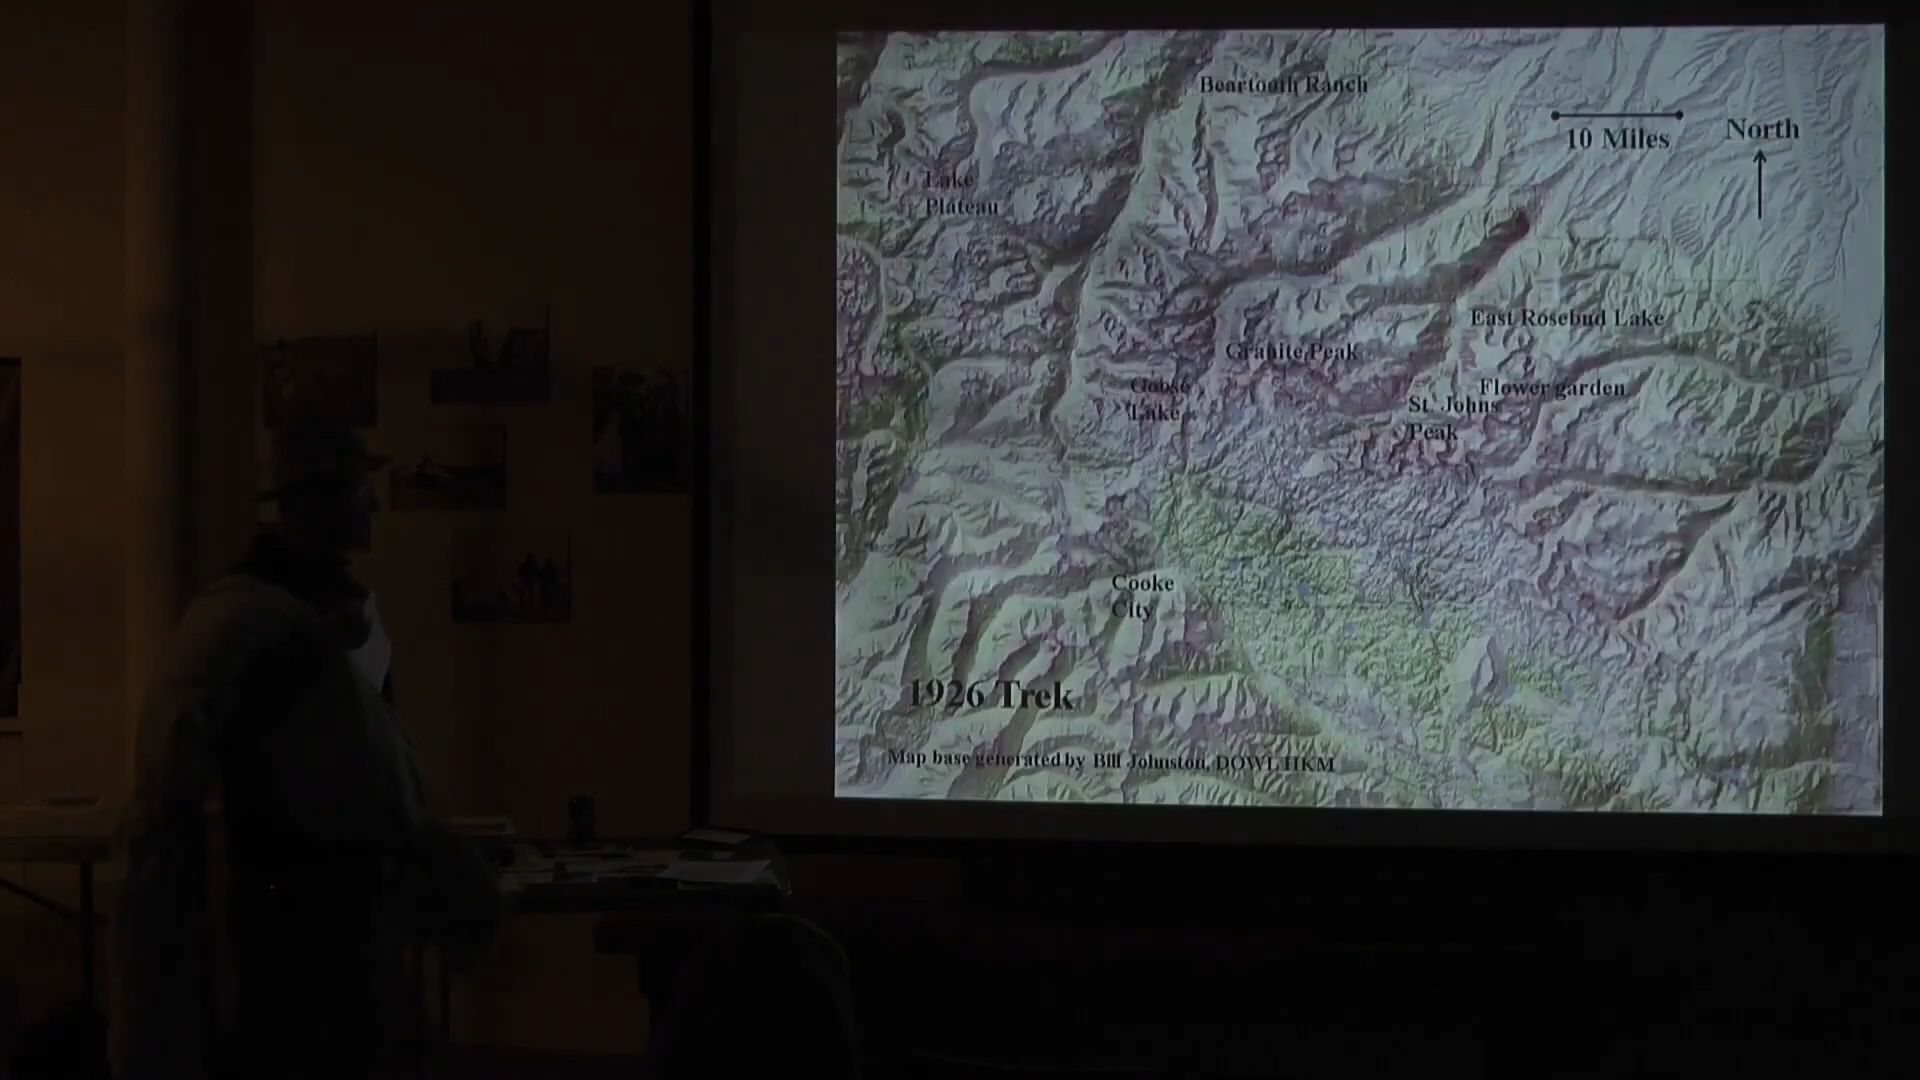 Beartooth Ranch
10 Miles
North
Lake
Plateau
East Rosebud Lake
Granite Peak
Goose
Lake
Flower garden
St. Johns
Peak
Cooke
City
1926 Trek
Map base generated by Bill Johnston, DOWL HKM